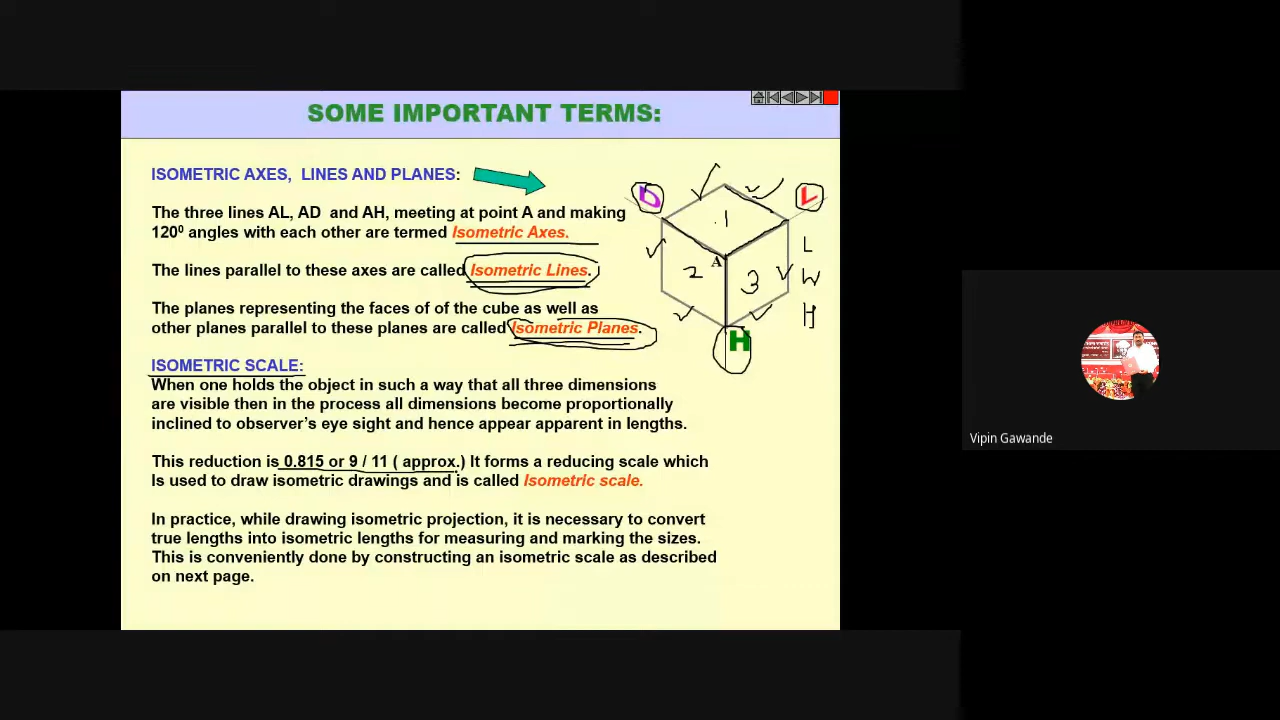 SOME IMPORTANT TERMS:
ISOMETRIC AXES, LINES AND PLANES:
The three lines AL, AD and AH, meeting at point A and making
120⁰ angles with each other are termed Isometric Axes.
The lines parallel to these axes are called Isometric Lines.
The planes representing the faces of of the cube as well as
other planes parallel to these planes are called Isometric Planes.
D
L
1
A
2
3
L
W
H
H
ISOMETRIC SCALE:
When one holds the object in such a way that all three dimensions
are visible then in the process all dimensions become proportionally
inclined to observer's eye sight and hence appear apparent in lengths.
This reduction is 0.815 or 9 / 11 ( approx.) It forms a reducing scale which
Is used to draw isometric drawings and is called Isometric scale.
In practice, while drawing isometric projection, it is necessary to convert
true lengths into isometric lengths for measuring and marking the sizes.
This is conveniently done by constructing an isometric scale as described
on next page.
Vipin Gawande